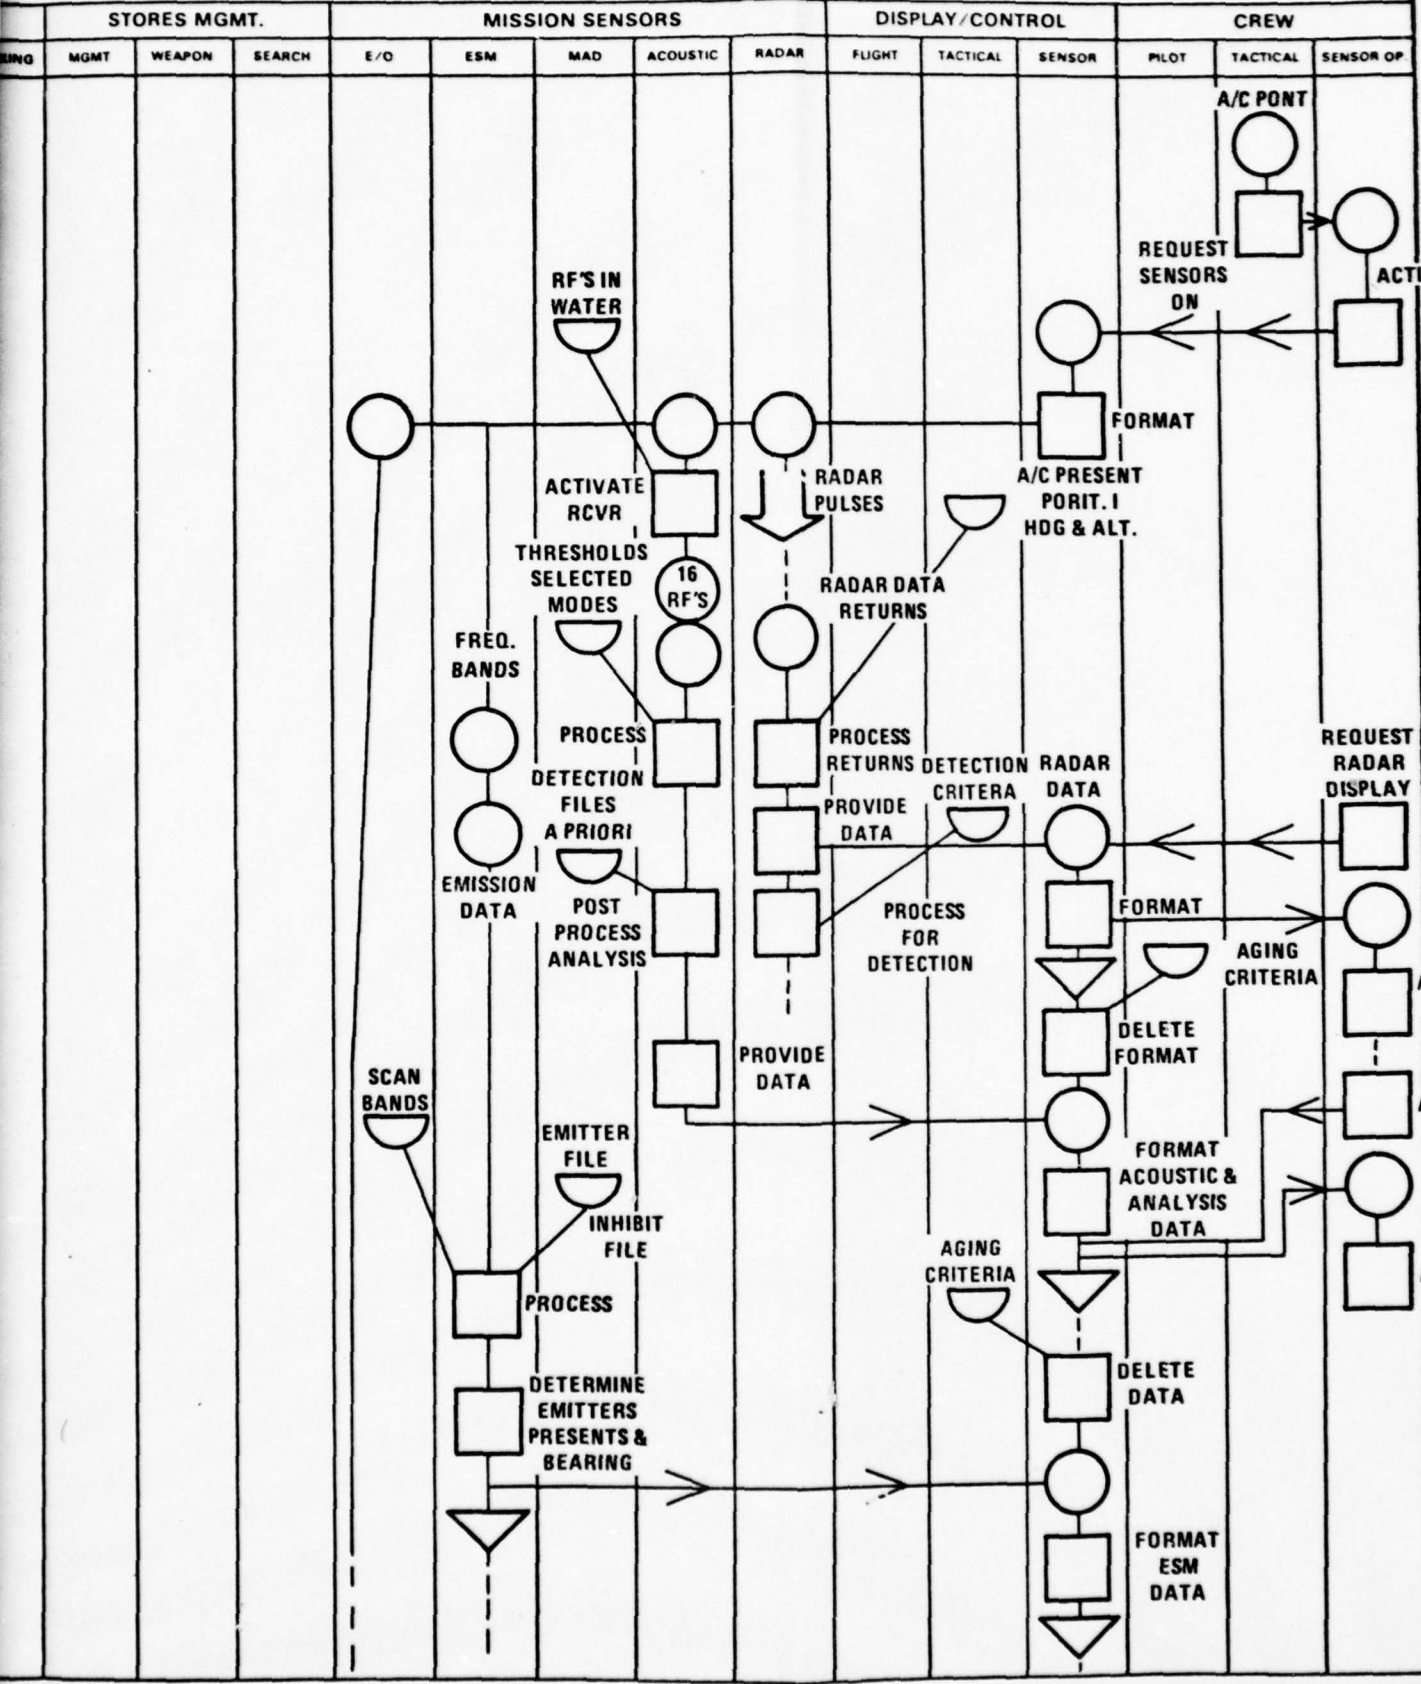 STORES MGMT.
MISSION SENSORS
DISPLAY/CONTROL
CREW
MGMT
WEAPON
SEARCH
E/O
ESM
MAD
ACOUSTIC
RADAR
FLIGHT
TACTICAL
SENSOR
PILOT
TACTICAL
SENSOR OP.
A/C PONT
REQUEST
SENSORS
ON
RF'S IN
WATER
FORMAT
A/C PRESENT
PORIT. I
HDG & ALT.
ACTIVATE
RCVR
RADAR
PULSES
THRESHOLDS
SELECTED
MODES
16
RF'S
RADAR DATA
RETURNS
FREQ.
BANDS
PROCESS
PROCESS
RETURNS
DETECTION
CRITERA
RADAR
DATA
REQUEST
RADAR
DISPLAY
DETECTION
FILES
A PRIORI
PROVIDE
DATA
EMISSION
DATA
POST
PROCESS
ANALYSIS
PROCESS
FOR
DETECTION
FORMAT
AGING
CRITERIA
DELETE
FORMAT
PROVIDE
DATA
SCAN
BANDS
EMITTER
FILE
INHIBIT
FILE
FORMAT
ACOUSTIC &
ANALYSIS
DATA
AGING
CRITERIA
PROCESS
DETERMINE
EMITTERS
PRESENTS &
BEARING
DELETE
DATA
FORMAT
ESM
DATA